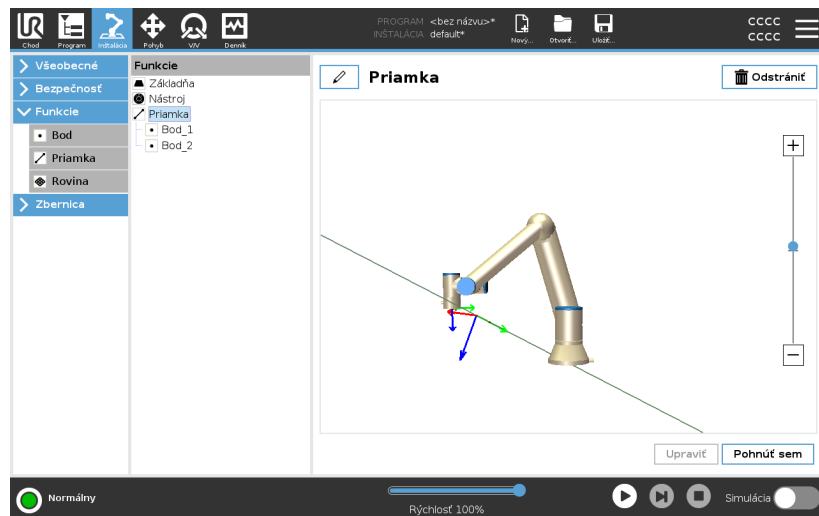 UR
Chod Program Inštalácia Pohyb V/V Denník
PROGRAM <bez názvu>*
INŠTALÁCIA default*
Nový... Otvoriť... Uložiť...
CCCC
CCCC
Všeobecné
Bezpečnosť
Funkcie
Bod
Priamka
Rovina
Zbernica
Funkcie
Základňa
Nástroj
Priamka
Bod_1
Bod_2
Priamka
Odstrániť
+
−
Upraviť Pohnúť sem
Normálny
Rýchlosť 100%
Simulácia